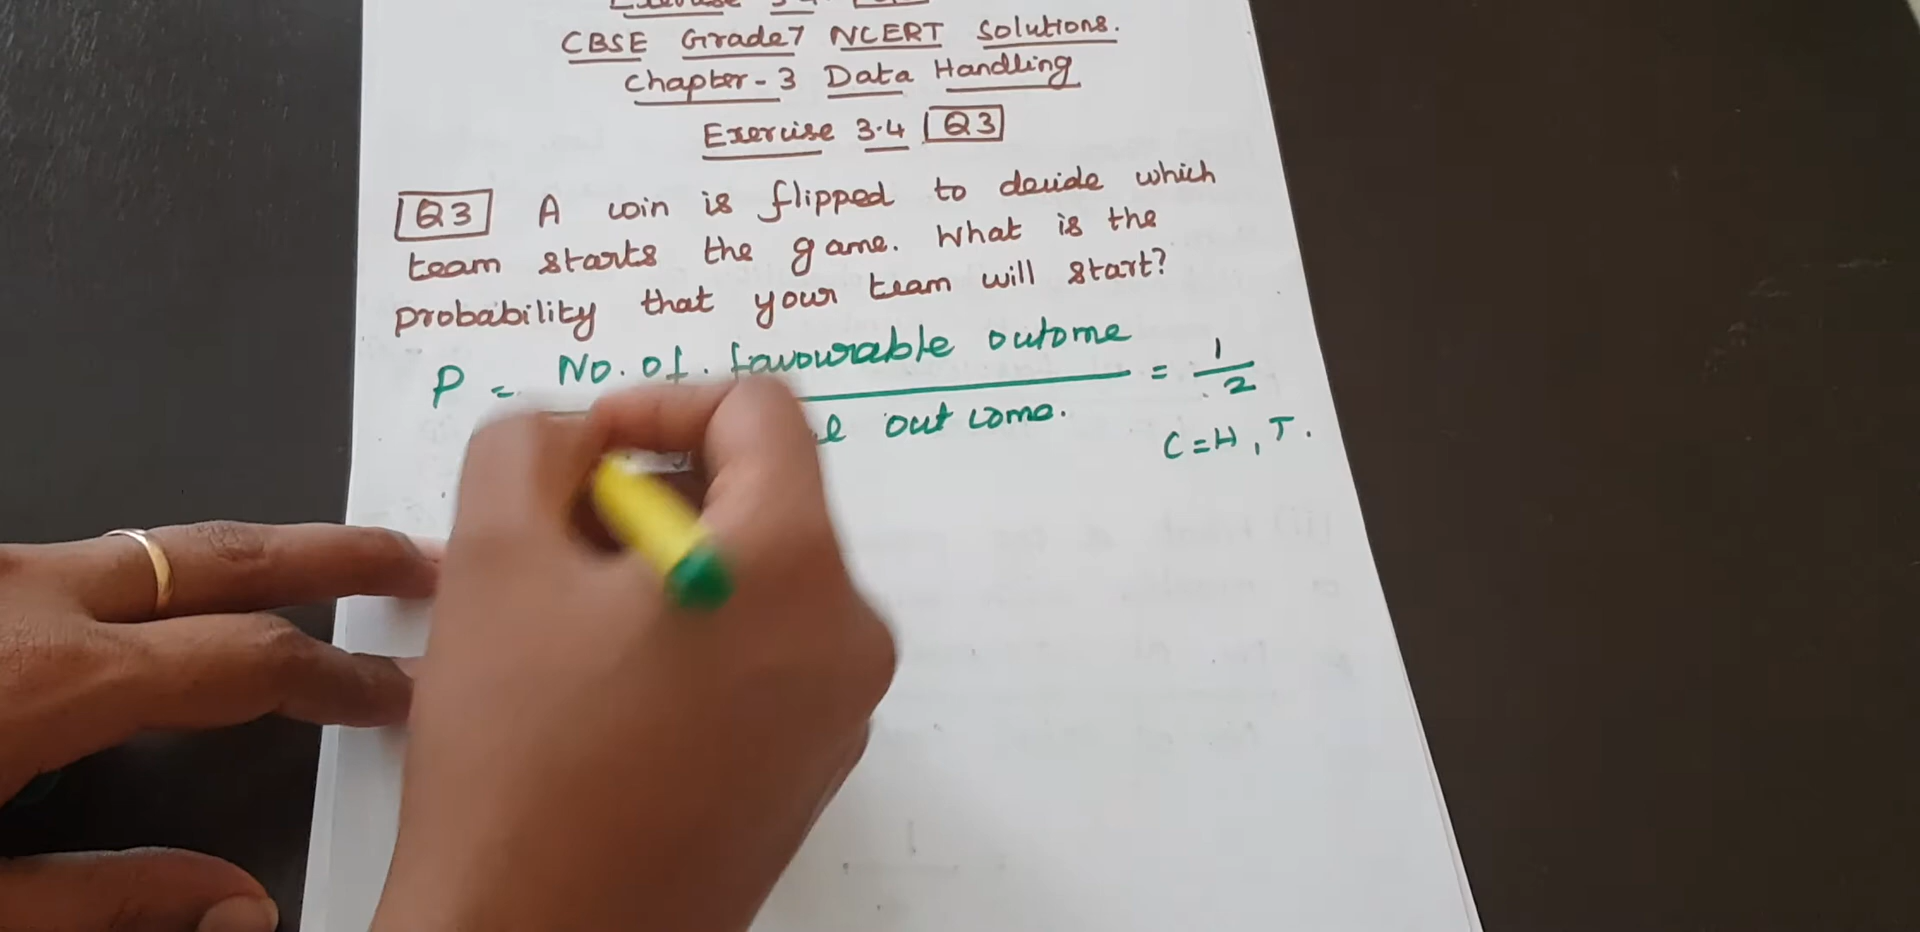 CBSE Grade 7 NCERT Solutions.
Chapter-3 Data Handling
Exercise 3.4 Q3
Q3 A coin is flipped to decide which
team starts the game. What is the
probability that your team will start?
P = No. of. favourable outome = 1/2
out come.
C=H, T.